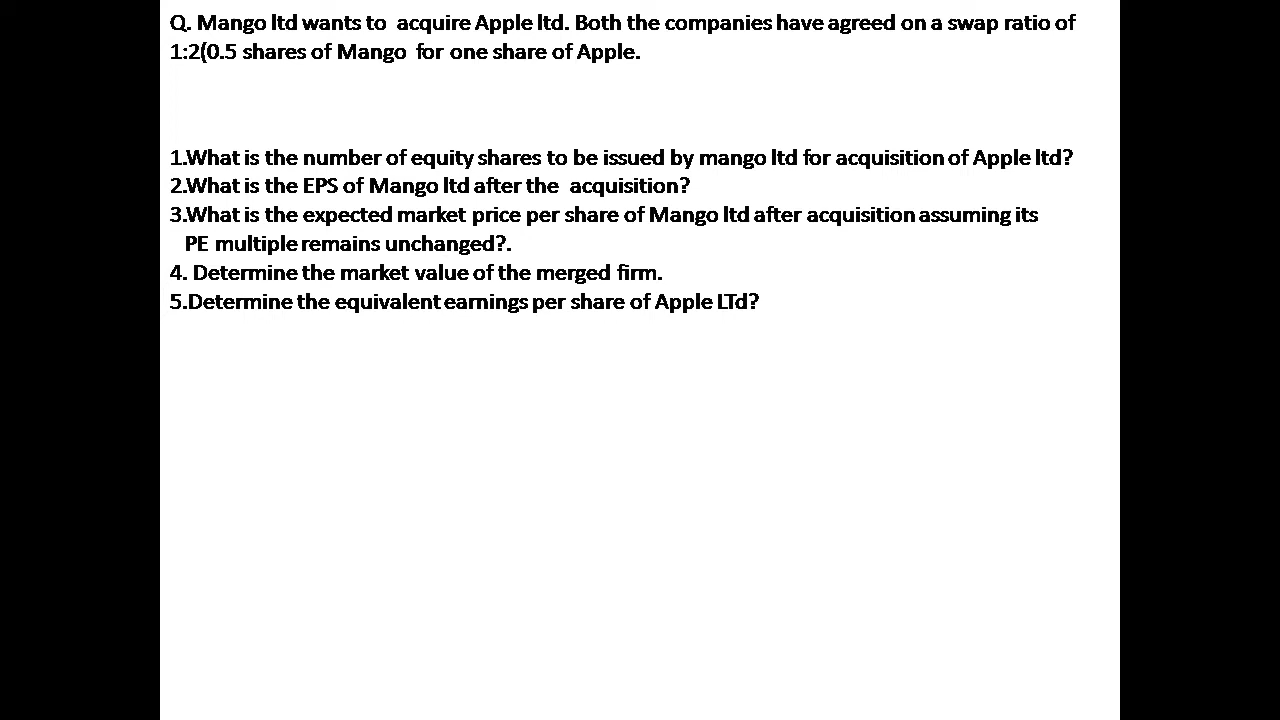 Q. Mango ltd wants to acquire Apple ltd. Both the companies have agreed on a swap ratio of
1:2(0.5 shares of Mango for one share of Apple.
1.What is the number of equity shares to be issued by mango ltd for acquisition of Apple ltd?
2.What is the EPS of Mango ltd after the acquisition?
3.What is the expected market price per share of Mango ltd after acquisition assuming its
PE multiple remains unchanged?.
4. Determine the market value of the merged firm.
5.Determine the equivalent earnings per share of Apple LTd?